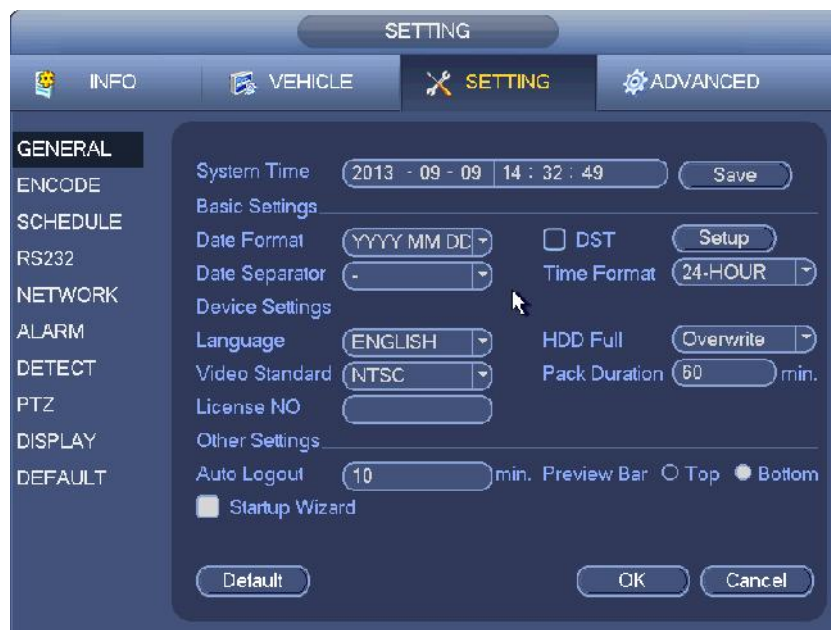 SETTING
INFO VEHICLE SETTING ADVANCED
GENERAL
ENCODE
SCHEDULE
RS232
NETWORK
ALARM
DETECT
PTZ
DISPLAY
DEFAULT
System Time 2013 - 09 - 09 14 : 32 : 49 Save
Basic Settings
Date Format YYYY MM DD DST Setup
Date Separator - Time Format 24-HOUR
Device Settings
Language ENGLISH HDD Full Overwrite
Video Standard NTSC Pack Duration 60 min.
License NO
Other Settings
Auto Logout 10 min. Preview Bar Top Bottom
Startup Wizard
Default OK Cancel